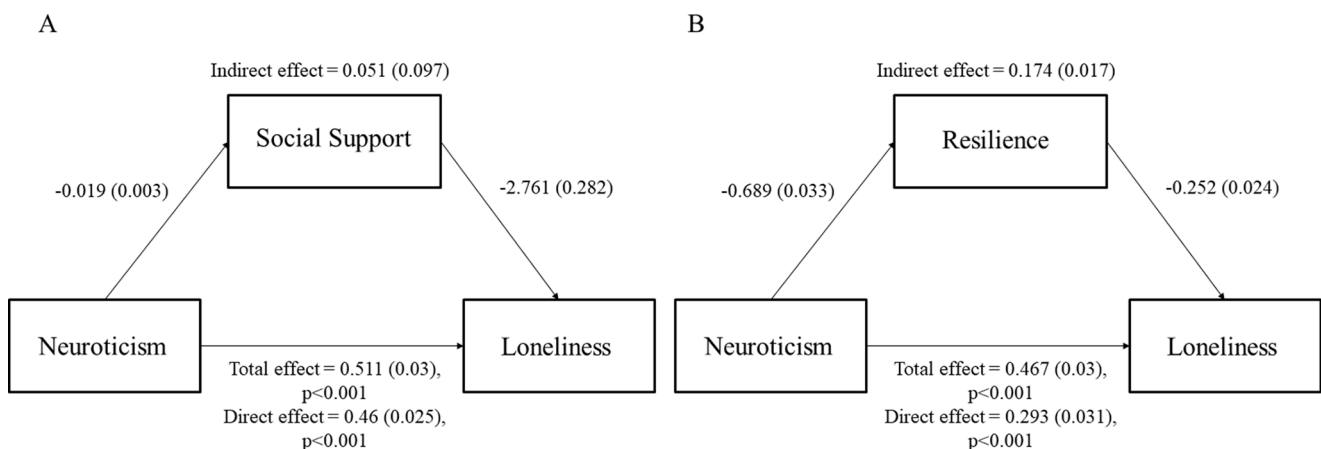 A
Indirect effect = 0.051 (0.097)
Social Support
-0.019 (0.003)
-2.761 (0.282)
Neuroticism
Loneliness
Total effect = 0.511 (0.03),
p<0.001
Direct effect = 0.46 (0.025),
p<0.001
B
Indirect effect = 0.174 (0.017)
Resilience
-0.689 (0.033)
-0.252 (0.024)
Neuroticism
Loneliness
Total effect = 0.467 (0.03),
p<0.001
Direct effect = 0.293 (0.031),
p<0.001